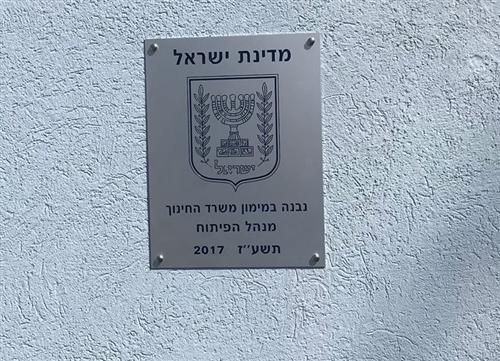 מדינת ישראל
ישראל
נבנה במימון משרד החינוך
מנהל הפיתוח
תשע''ז 2017